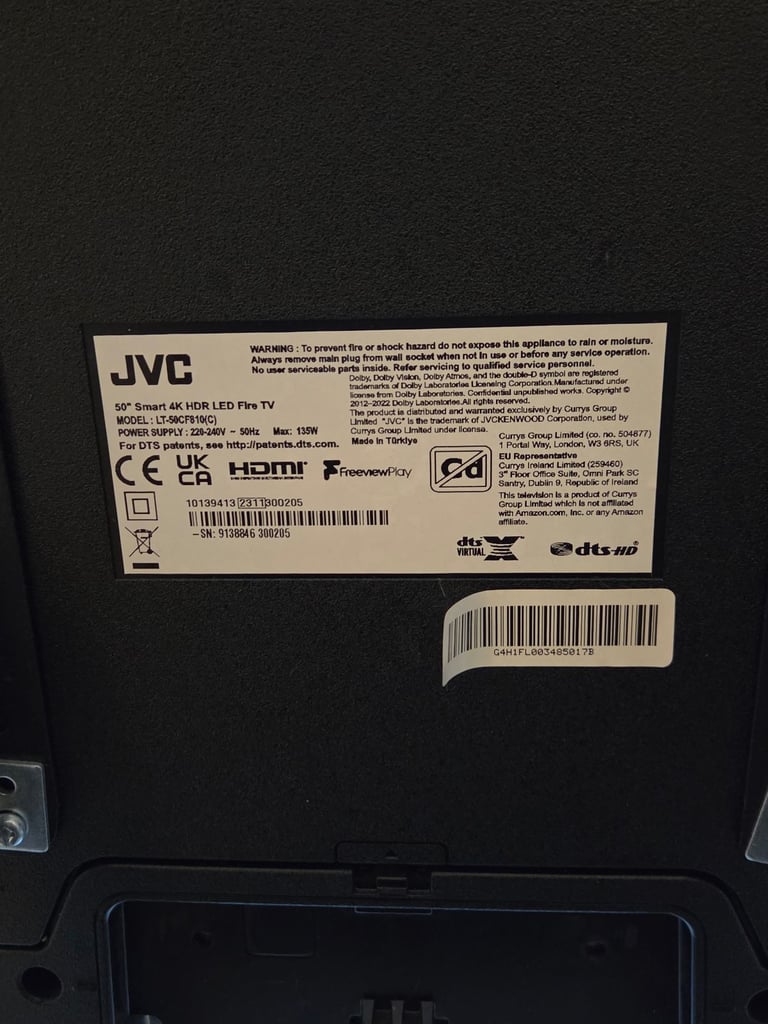 JVC
WARNING : To prevent fire or shock hazard do not expose this appliance to rain or moisture.
Always remove main plug from wall socket when not in use or before any service operation.
No user serviceable parts inside. Refer servicing to qualified service personnel.
50" Smart 4K HDR LED Fire TV
MODEL : LT-50CF810(C)
POWER SUPPLY : 220-240V ~ 50Hz Max: 135W
For DTS patents, see http://patents.dts.com.
Dolby, Dolby Vision, Dolby Atmos, and the double-D symbol are registered
trademarks of Dolby Laboratories Licensing Corporation.Manufactured under
license from Dolby Laboratories. Confidential unpublished works. Copyright ©
2012-2022 Dolby Laboratories.All rights reserved.
The product is distributed and warranted exclusively by Currys Group
Limited "JVC" is the trademark of JVCKENWOOD Corporation, used by
Currys Group Limited under license.
Made in Türkiye
Currys Group Limited (co. no. 504877)
1 Portal Way, London, W3 6RS, UK
EU Representative
Currys Ireland Limited (259460)
3rd Floor Office Suite, Omni Park SC
Santry, Dublin 9, Republic of Ireland
This television is a product of Currys
Group Limited which is not affiliated
with Amazon.com, Inc. or any Amazon
affiliate.
CE UK CA HDMI FreeviewPlay Cd
10139413 2311 300205
-SN: 9138846 300205
dts VIRTUAL X dts-HD®
G4H1FL003485017B